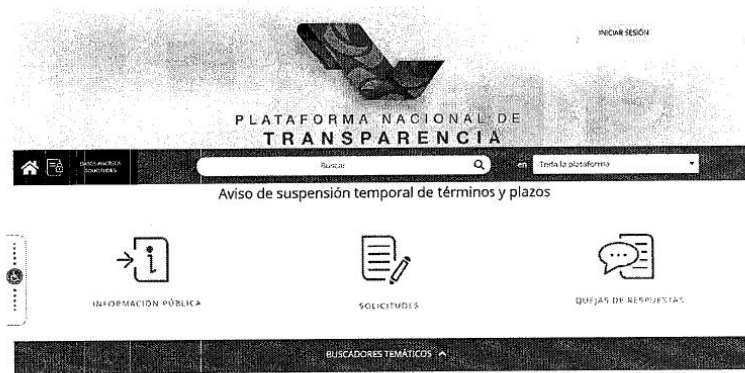 INICIAR SESIÓN
PLATAFORMA NACIONAL DE
TRANSPARENCIA
Buscar
en
Toda la plataforma
Aviso de suspensión temporal de términos y plazos
INFORMACIÓN PÚBLICA
SOLICITUDES
QUEJAS DE RESPUESTAS
BUSCADORES TEMÁTICOS